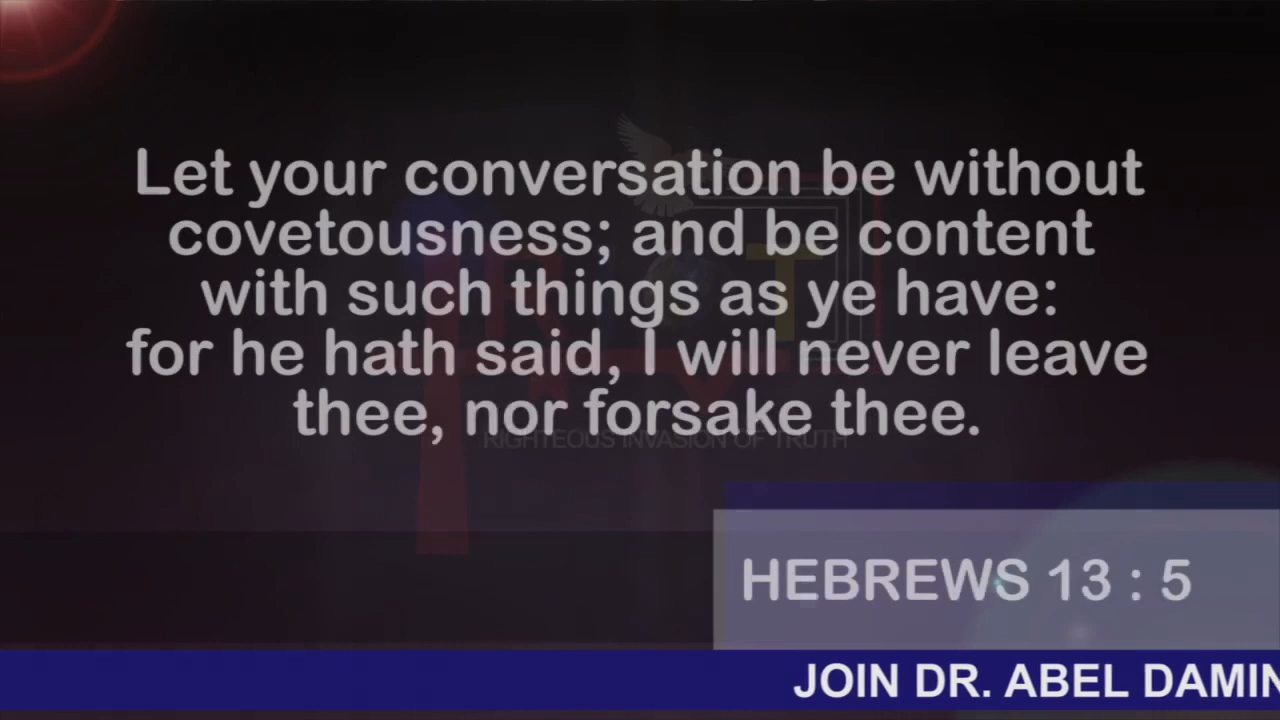 Let your conversation be without
covetousness; and be content
with such things as ye have:
for he hath said, I will never leave
thee, nor forsake thee.
RIGHTEOUS INVASION OF TRUTH
HEBREWS 13 : 5
JOIN DR. ABEL DAMIN